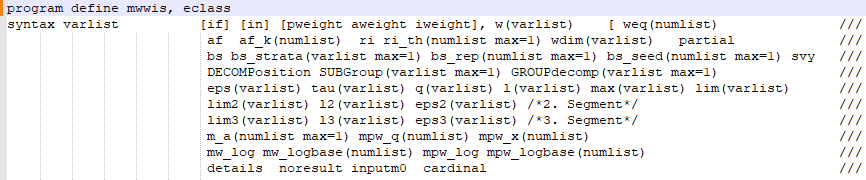 program define mwwis, eclass
syntax varlist [if] [in] [pweight aweight iweight], w(varlist) [ weq(numlist) ///
af af_k(numlist) ri ri_th(numlist max=1) wdim(varlist) partial ///
bs bs_strata(varlist max=1) bs_rep(numlist max=1) bs_seed(numlist max=1) svy ///
DECOMPosition SUBGroup(varlist max=1) GROUPdecomp(varlist max=1) ///
eps(varlist) tau(varlist) q(varlist) l(varlist) max(varlist) lim(varlist) ///
lim2(varlist) l2(varlist) eps2(varlist) /*2. Segment*/ ///
lim3(varlist) l3(varlist) eps3(varlist) /*3. Segment*/ ///
m_a(numlist max=1) mpw_q(numlist) mpw_x(numlist) ///
mw_log mw_logbase(numlist) mpw_log mpw_logbase(numlist) ///
details noresult inputm0 cardinal ///